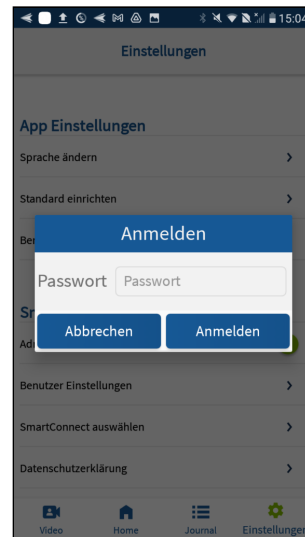 15:04
Einstellungen
App Einstellungen
Sprache ändern
Standard einrichten
Anmelden
Passwort Passwort
Abbrechen Anmelden
Benutzer Einstellungen
SmartConnect auswählen
Datenschutzerklärung
Video Home Journal Einstellungen